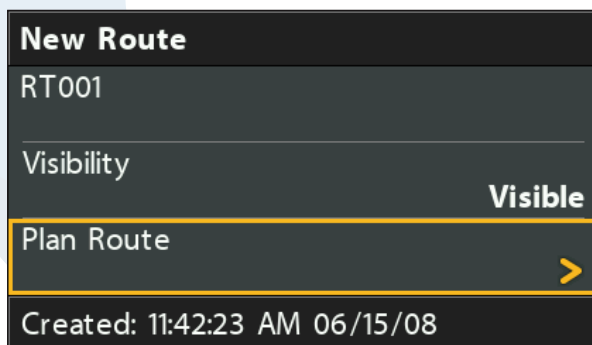 New Route
RT001
Visibility
Visible
Plan Route
>
Created: 11:42:23 AM 06/15/08